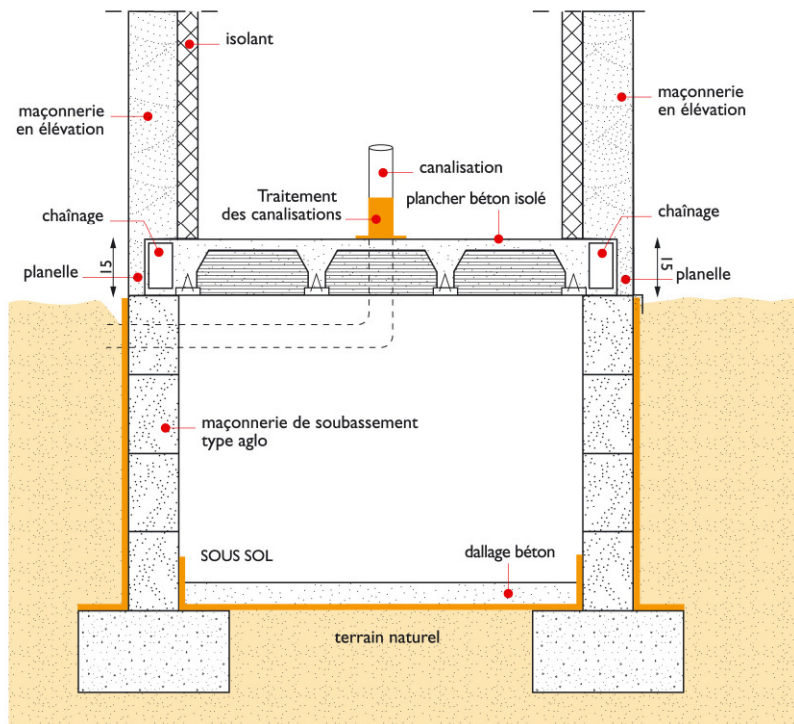 isolant
maçonnerie
en élévation
maçonnerie
en élévation
canalisation
Traitement
des canalisations
plancher béton isolé
chaînage
chaînage
15
15
planelle
planelle
maçonnerie de soubassement
type aglo
SOUS SOL
dallage béton
terrain naturel